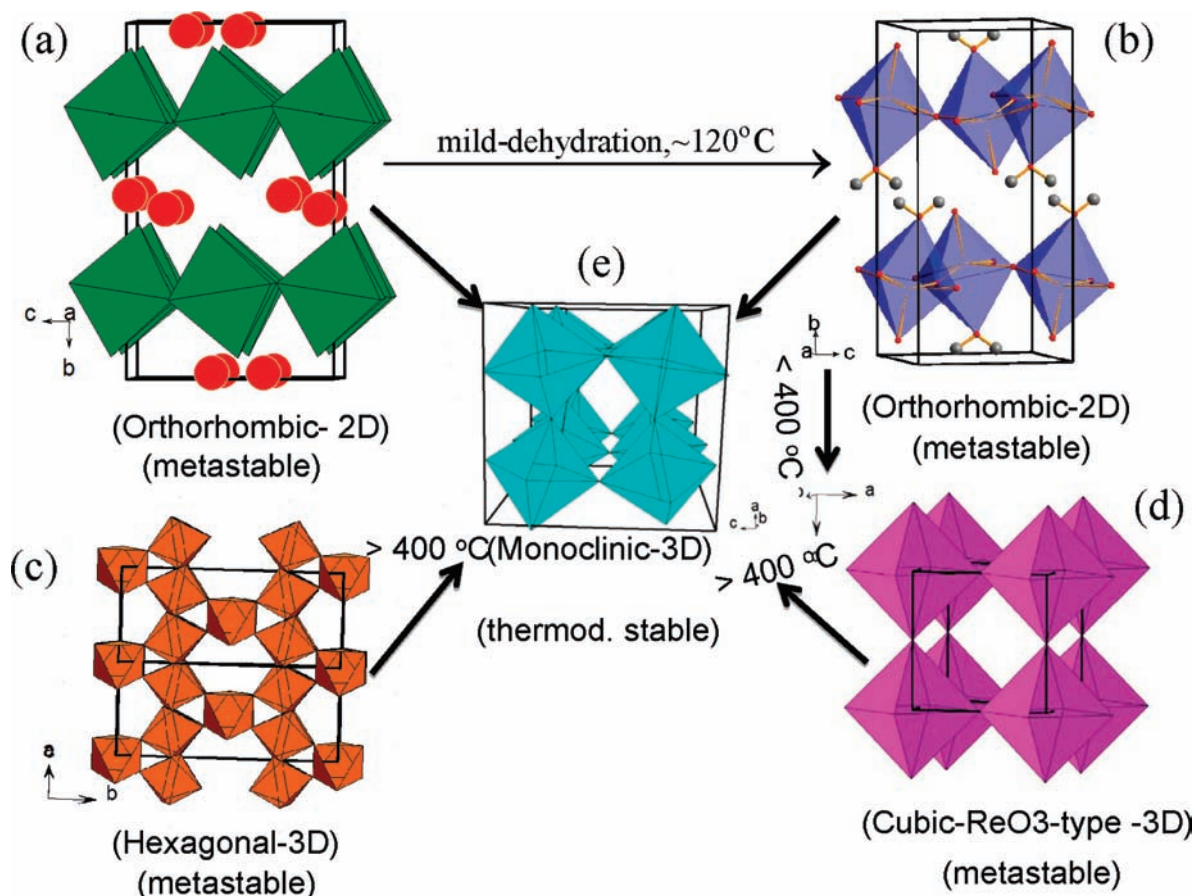 (a)
(b)
mild-dehydration,~120°C
(e)
c a
b
b
a c
(Orthorhombic- 2D)
(metastable)
(Orthorhombic-2D)
(metastable)
< 400 °C
a
(d)
(c)
a
c b
> 400 °C(Monoclinic-3D)
> 400 °C
(thermod. stable)
a
b
(Hexagonal-3D)
(metastable)
(Cubic-ReO3-type -3D)
(metastable)